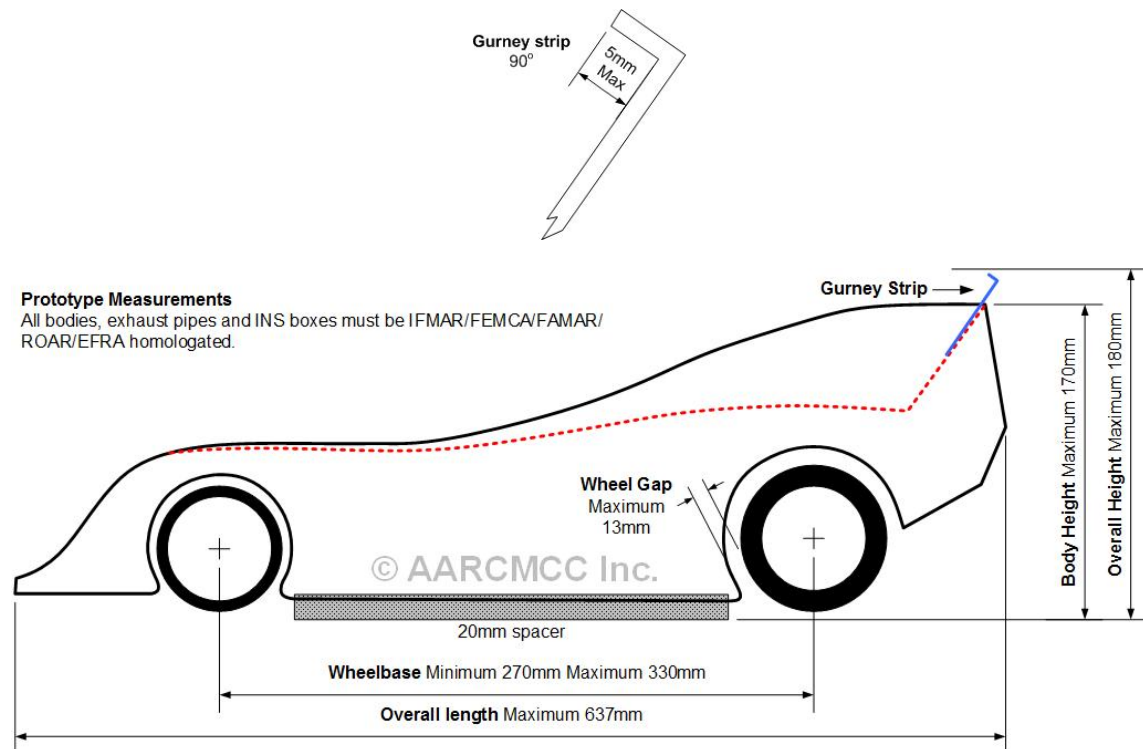 Gurney strip
90°
5mm
Max
Prototype Measurements
All bodies, exhaust pipes and INS boxes must be IFMAR/FEMCA/FAMAR/
ROAR/EFRA homologated.
Gurney Strip
Body Height Maximum 170mm
Overall Height Maximum 180mm
Wheel Gap
Maximum
13mm
© AARCMCC Inc.
20mm spacer
Wheelbase Minimum 270mm Maximum 330mm
Overall length Maximum 637mm